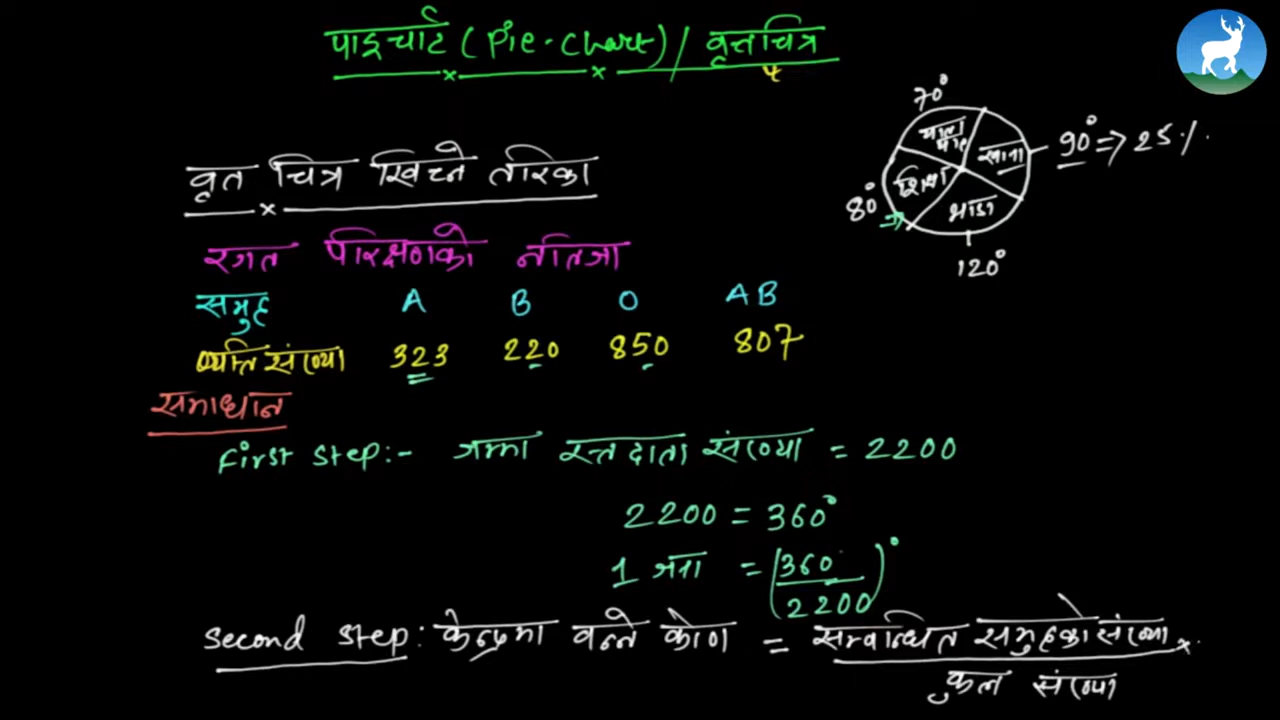 पाइचार्ट (Pie-Chart) / वृत्तचित्र
वृत चित्र खिच्ने तरिका
रगत परिक्षणको नतिजा
समुह A B O AB
व्यक्ति संख्या 323 220 850 807
समाधान
First step:- जम्मा रक्तदाता संख्या = 2200
2200 = 360°
1 जना = (360/2200)°
second step: केन्द्रमा बन्ने कोण = सम्बन्धित समुहको संख्या ×
कुल संख्या
70°
खाना 90° => 25%
80° शिक्षा
भाडा
120°